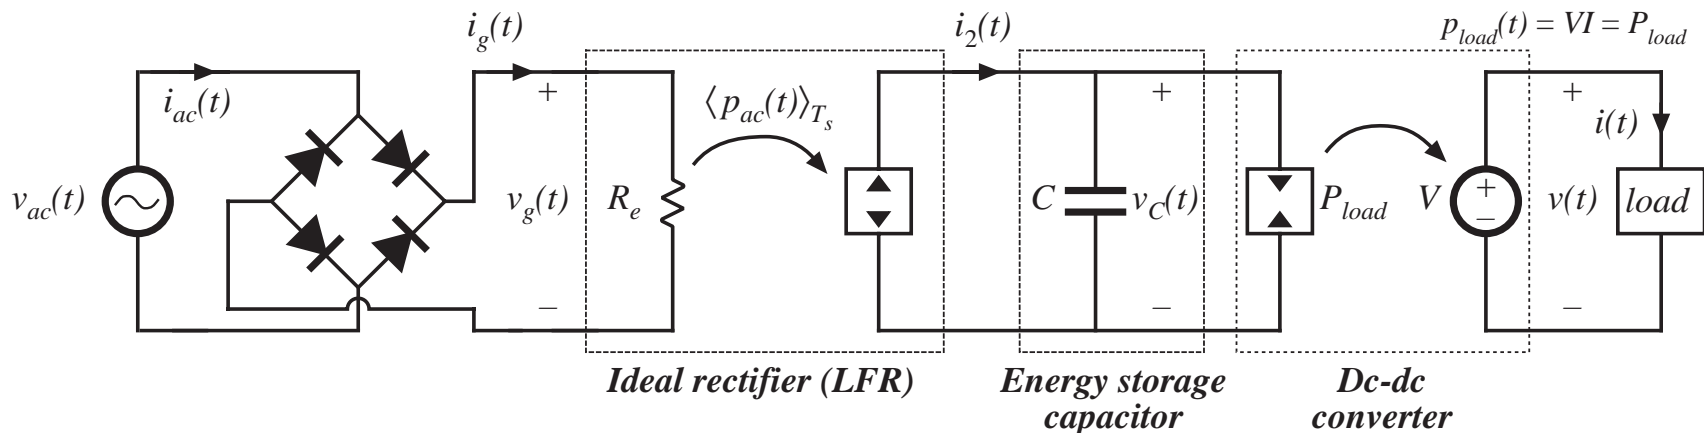 i_g(t)
i_2(t)
p_load(t) = VI = P_load
i_ac(t)
+
⟨p_ac(t)⟩_T_s
+
+
i(t)
v_ac(t)
v_g(t)
R_e
C
v_C(t)
P_load
V
+
–
v(t)
load
–
–
–
Ideal rectifier (LFR)
Energy storage
capacitor
Dc-dc
converter